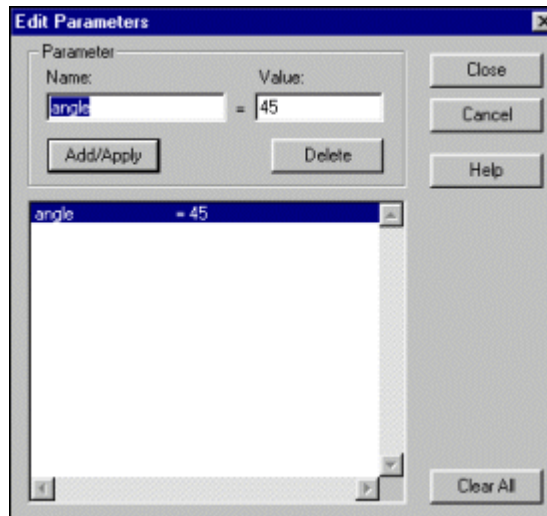 Edit Parameters
Parameter
Name: Value:
angle = 45
Add/Apply Delete
Close
Cancel
Help
angle = 45
Clear All